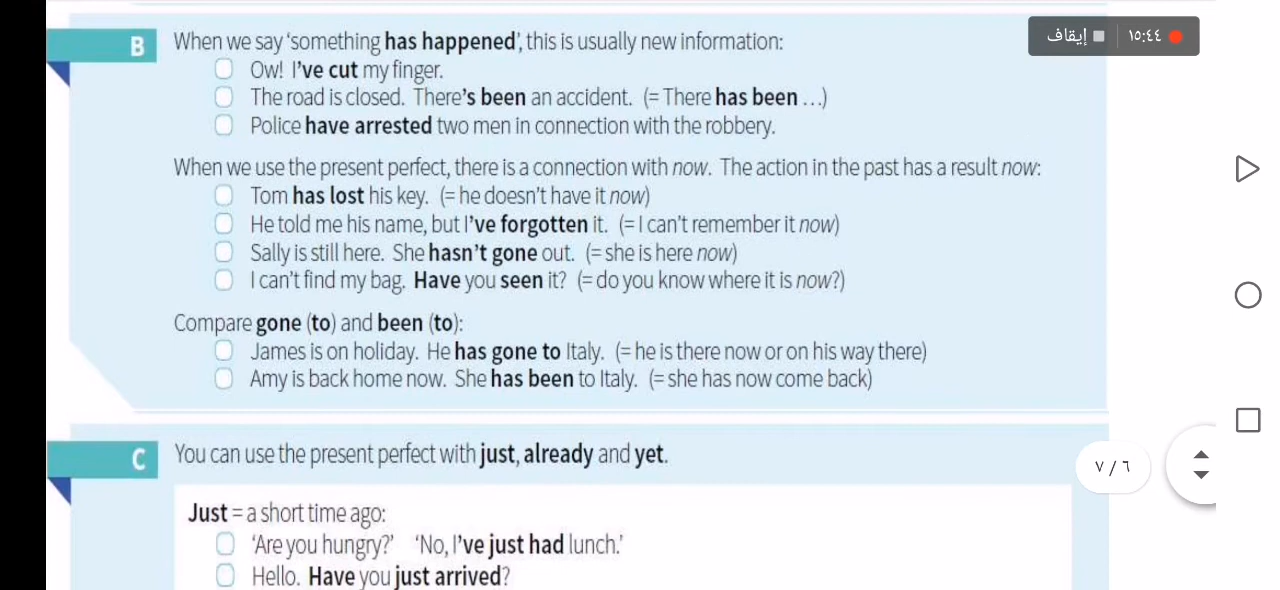 إيقاف ١٥:٤٤
B When we say ‘something has happened’, this is usually new information:
Ow! I’ve cut my finger.
The road is closed. There’s been an accident. (= There has been …)
Police have arrested two men in connection with the robbery.
When we use the present perfect, there is a connection with now. The action in the past has a result now:
Tom has lost his key. (= he doesn’t have it now)
He told me his name, but I’ve forgotten it. (= I can’t remember it now)
Sally is still here. She hasn’t gone out. (= she is here now)
I can’t find my bag. Have you seen it? (= do you know where it is now?)
Compare gone (to) and been (to):
James is on holiday. He has gone to Italy. (= he is there now or on his way there)
Amy is back home now. She has been to Italy. (= she has now come back)
C You can use the present perfect with just, already and yet.
٧ / ٦
Just = a short time ago:
‘Are you hungry?’ ‘No, I’ve just had lunch.’
Hello. Have you just arrived?